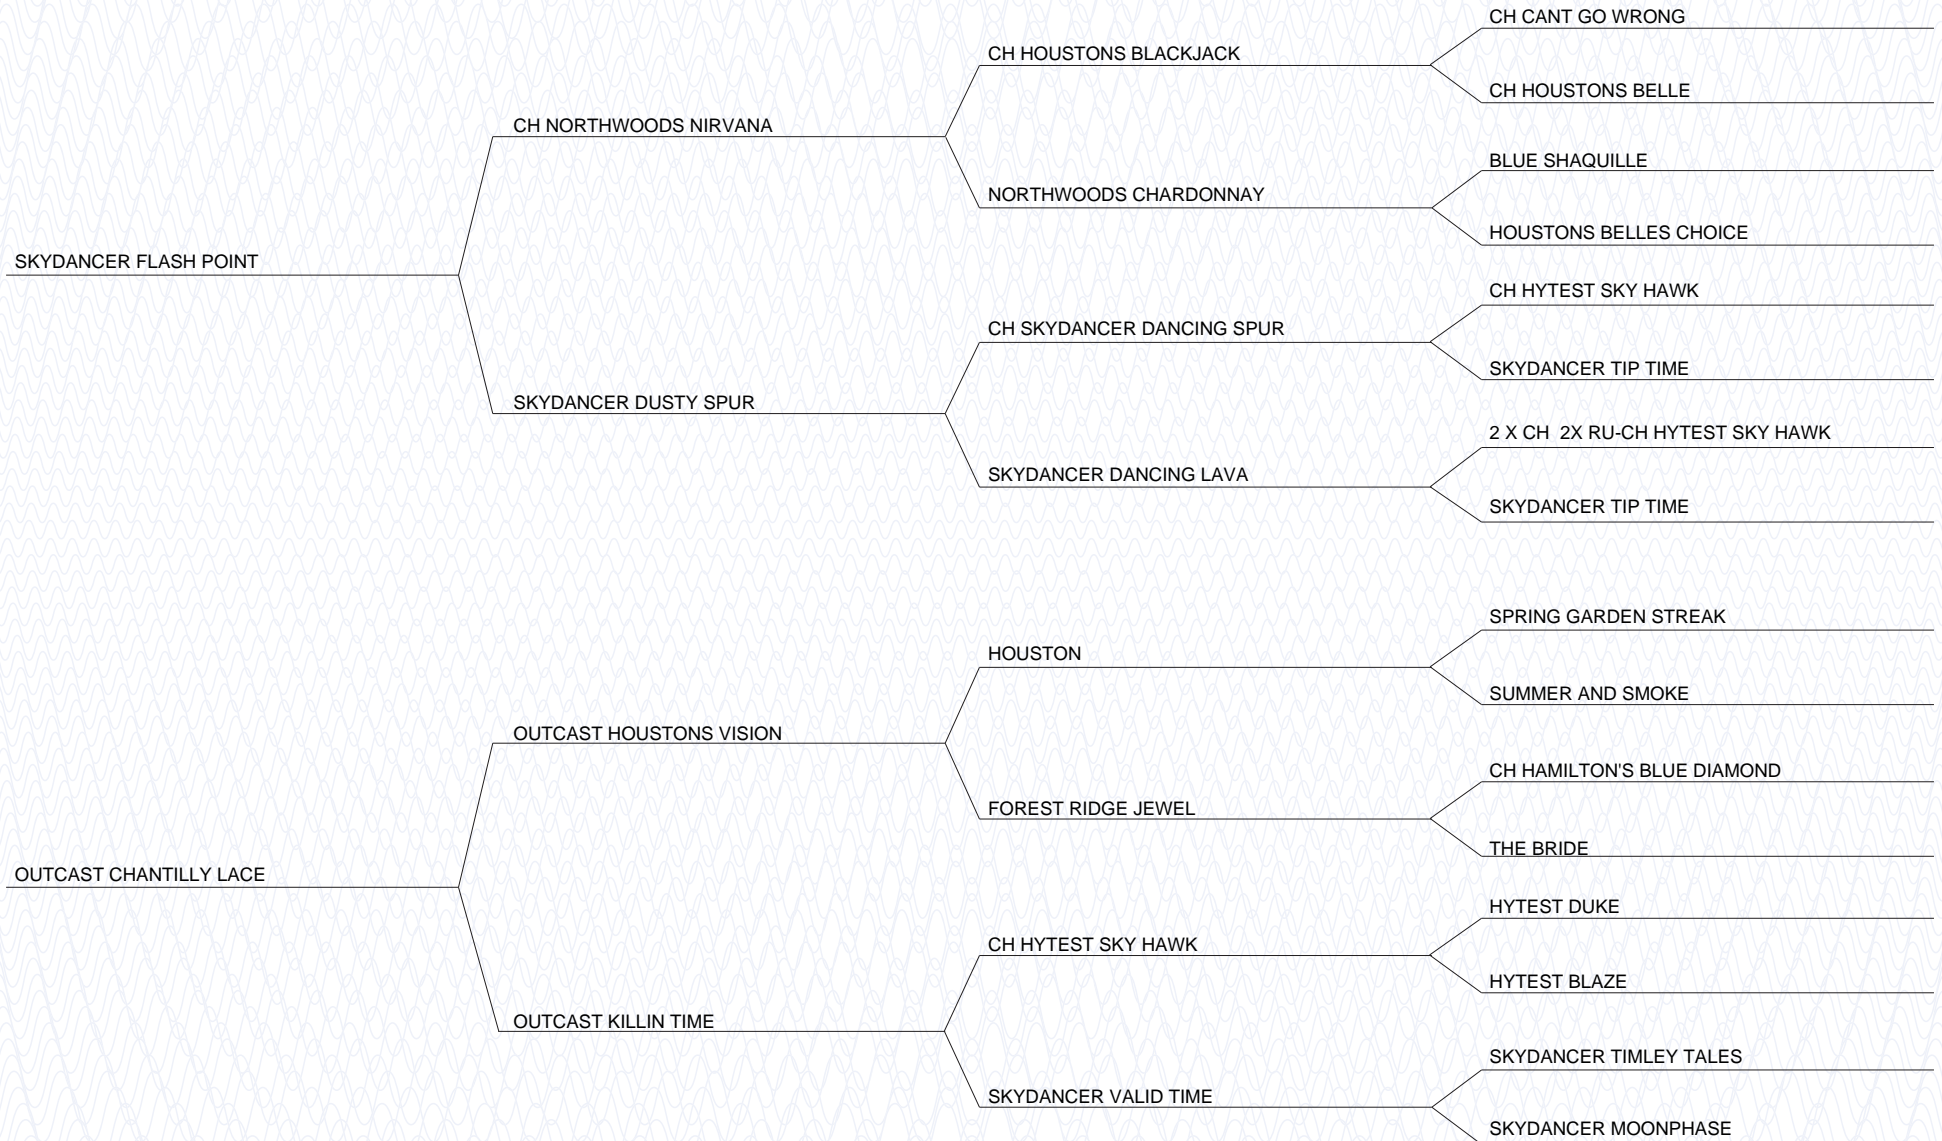 CH CANT GO WRONG
CH HOUSTONS BLACKJACK
CH HOUSTONS BELLE
CH NORTHWOODS NIRVANA
BLUE SHAQUILLE
NORTHWOODS CHARDONNAY
HOUSTONS BELLES CHOICE
SKYDANCER FLASH POINT
CH HYTEST SKY HAWK
CH SKYDANCER DANCING SPUR
SKYDANCER TIP TIME
SKYDANCER DUSTY SPUR
2 X CH  2X RU-CH HYTEST SKY HAWK
SKYDANCER DANCING LAVA
SKYDANCER TIP TIME
SPRING GARDEN STREAK
HOUSTON
SUMMER AND SMOKE
OUTCAST HOUSTONS VISION
CH HAMILTON'S BLUE DIAMOND
FOREST RIDGE JEWEL
THE BRIDE
OUTCAST CHANTILLY LACE
HYTEST DUKE
CH HYTEST SKY HAWK
HYTEST BLAZE
OUTCAST KILLIN TIME
SKYDANCER TIMLEY TALES
SKYDANCER VALID TIME
SKYDANCER MOONPHASE